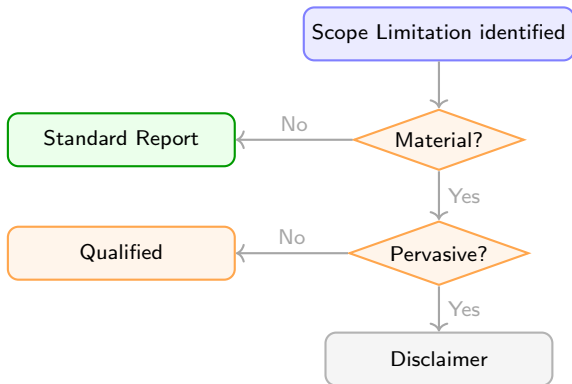 Scope Limitation identified
Standard Report
No
Material?
Yes
Qualified
No
Pervasive?
Yes
Disclaimer